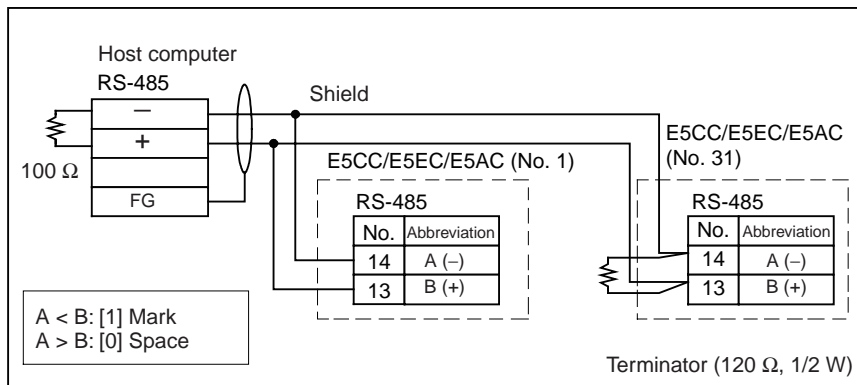 Host computer
RS-485
−
+
FG
100 Ω
Shield
E5CC/E5EC/E5AC (No. 1)
RS-485
No. Abbreviation
14 A (−)
13 B (+)
E5CC/E5EC/E5AC
(No. 31)
RS-485
No. Abbreviation
14 A (−)
13 B (+)
A < B: [1] Mark
A > B: [0] Space
Terminator (120 Ω, 1/2 W)